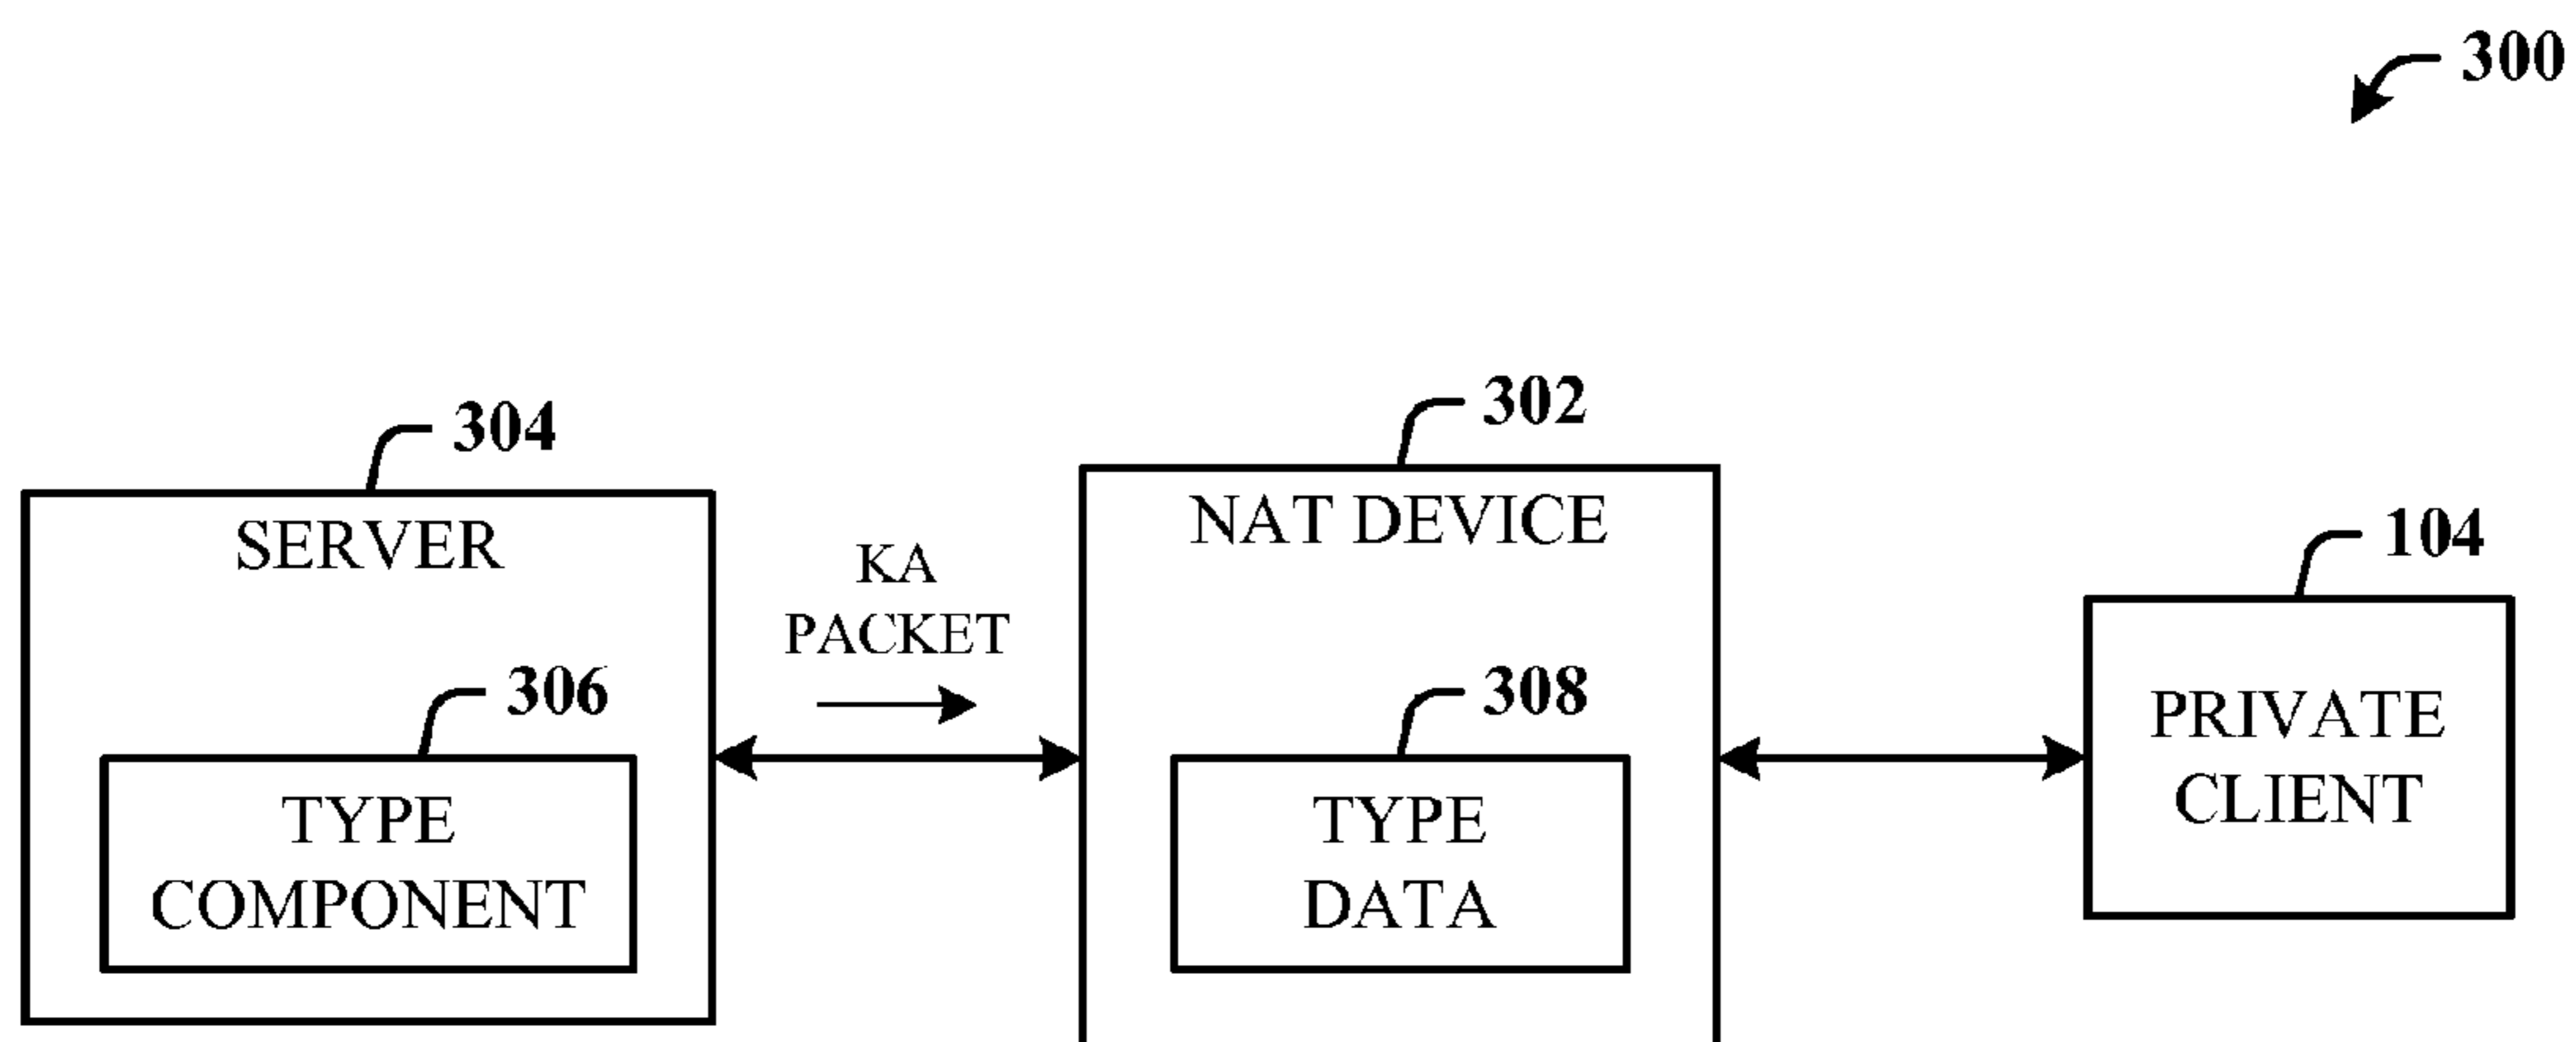 300
304
SERVER
306
TYPE
COMPONENT
KA
PACKET
302
NAT DEVICE
308
TYPE
DATA
104
PRIVATE
CLIENT